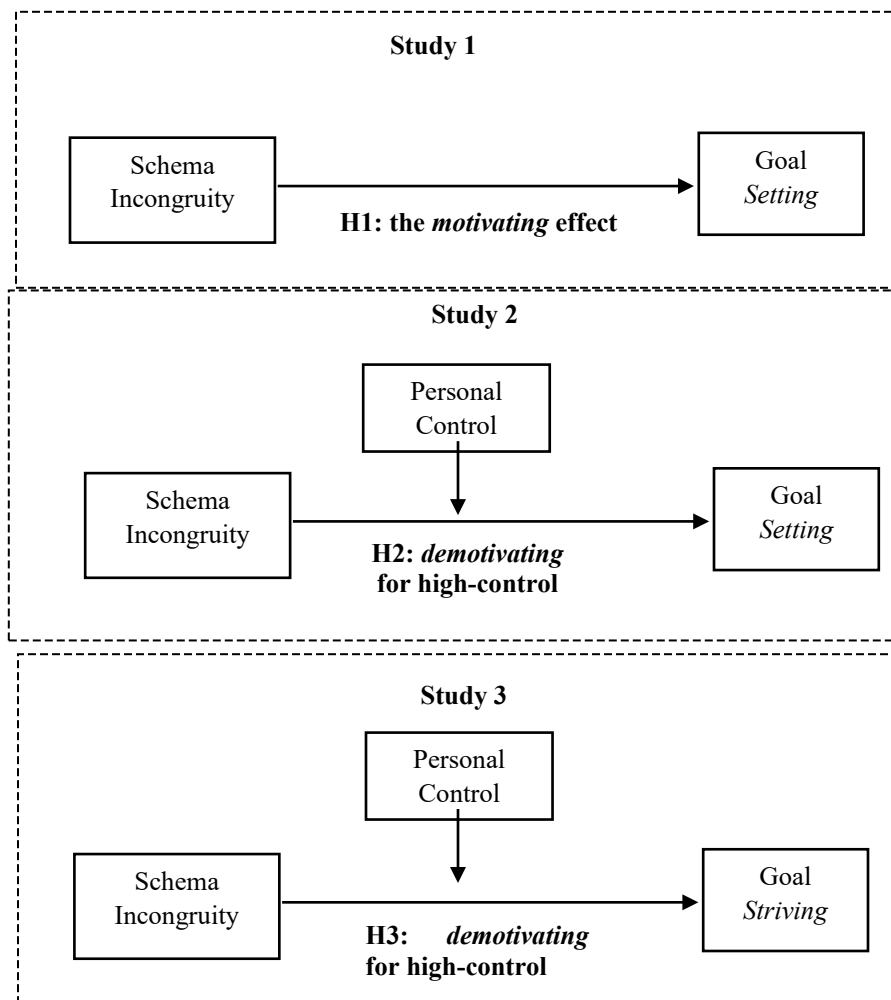 Study 1
Schema
Incongruity
Goal
Setting
H1: the motivating effect
Study 2
Personal
Control
Schema
Incongruity
Goal
Setting
H2: demotivating
for high-control
Study 3
Personal
Control
Schema
Incongruity
Goal
Striving
H3: demotivating
for high-control